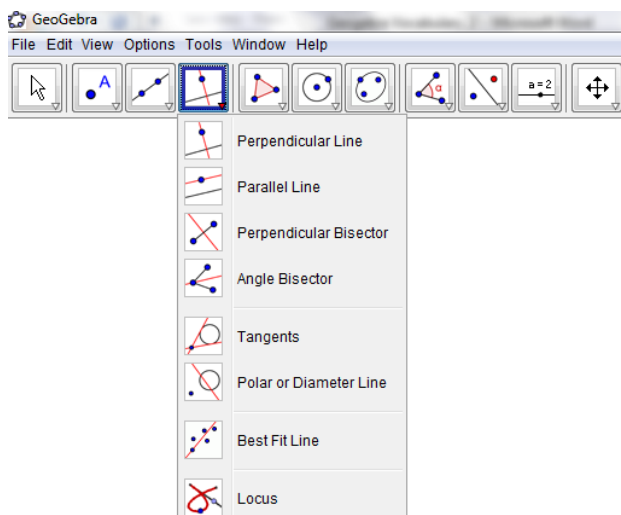 GeoGebra
File Edit View Options Tools Window Help
A
α
a=2
Perpendicular Line
Parallel Line
Perpendicular Bisector
Angle Bisector
Tangents
Polar or Diameter Line
Best Fit Line
Locus